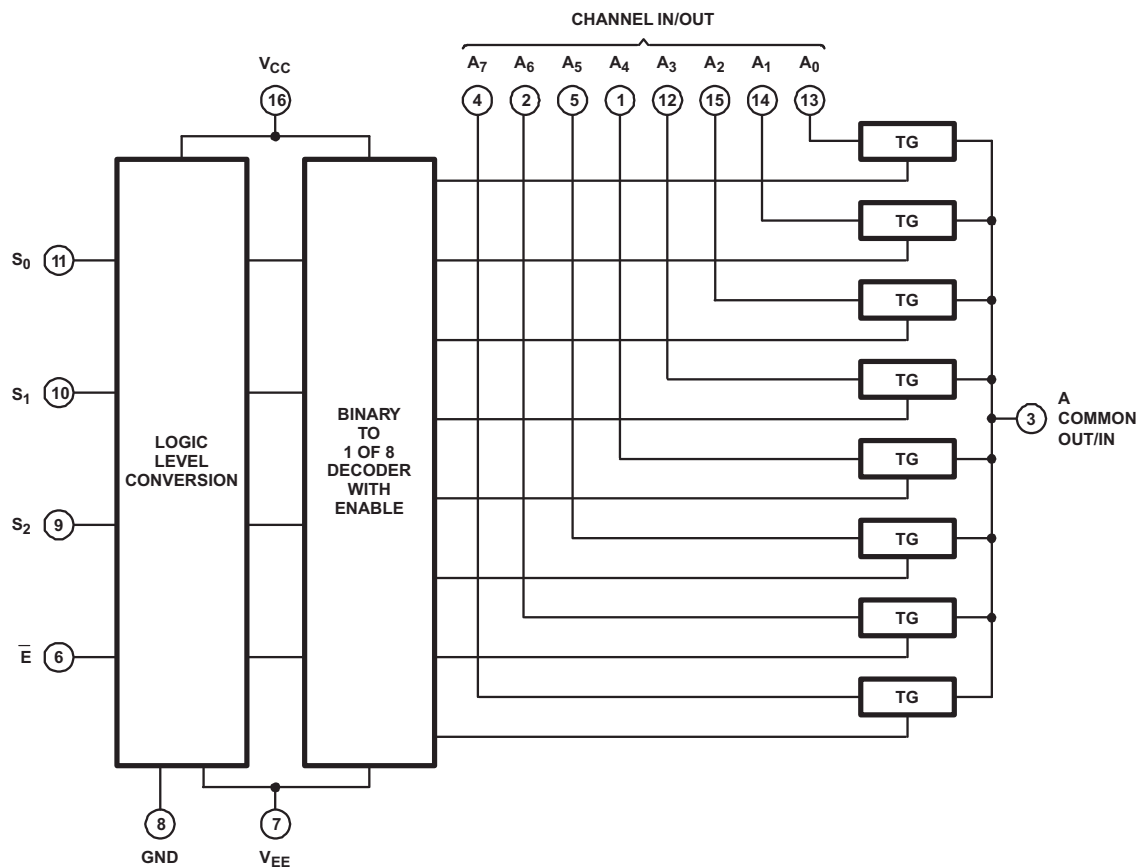 CHANNEL IN/OUT
VCC
A7 A6 A5 A4 A3 A2 A1 A0
16
4 2 5 1 12 15 14 13
TG
TG
S0 11
TG
TG
S1 10
BINARY
TO
1 OF 8
DECODER
WITH
ENABLE
LOGIC
LEVEL
CONVERSION
3
A
COMMON
OUT/IN
TG
S2 9
TG
TG
E̅ 6
TG
8
7
GND
VEE